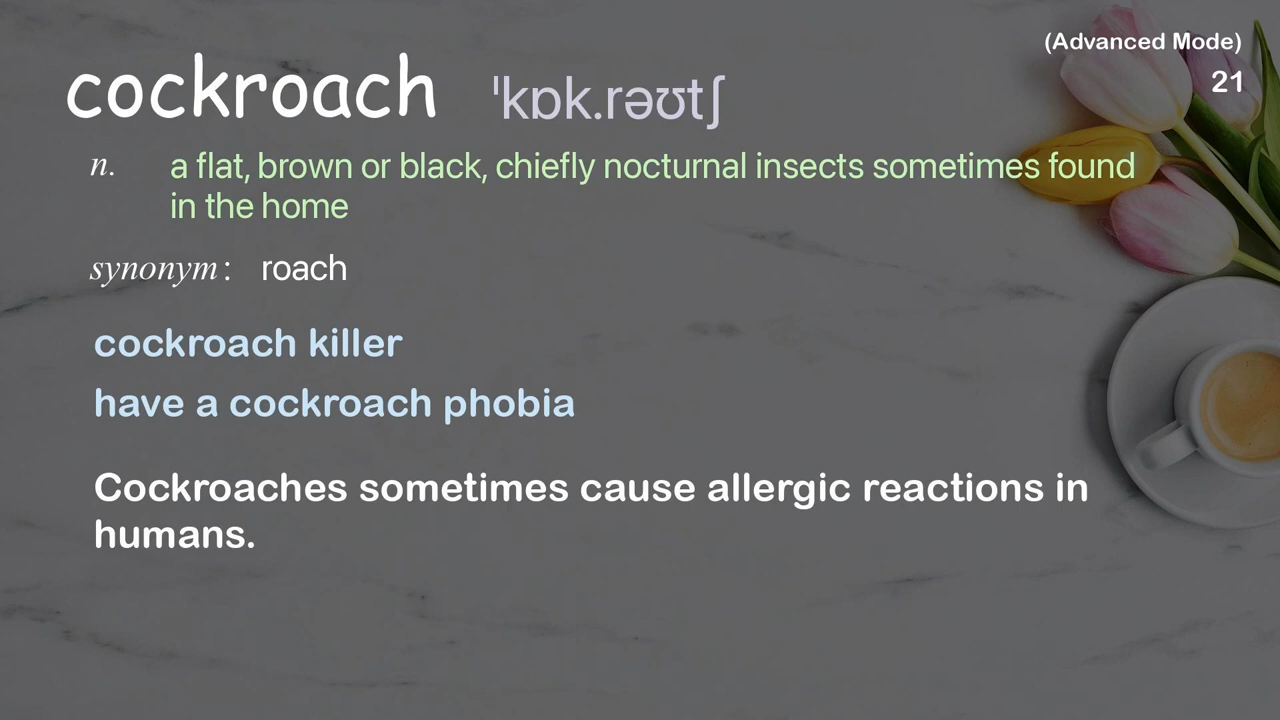 (Advanced Mode)
21
cockroach ˈkɒk.rəʊtʃ
n. a flat, brown or black, chiefly nocturnal insects sometimes found
in the home
synonym: roach
cockroach killer
have a cockroach phobia
Cockroaches sometimes cause allergic reactions in
humans.